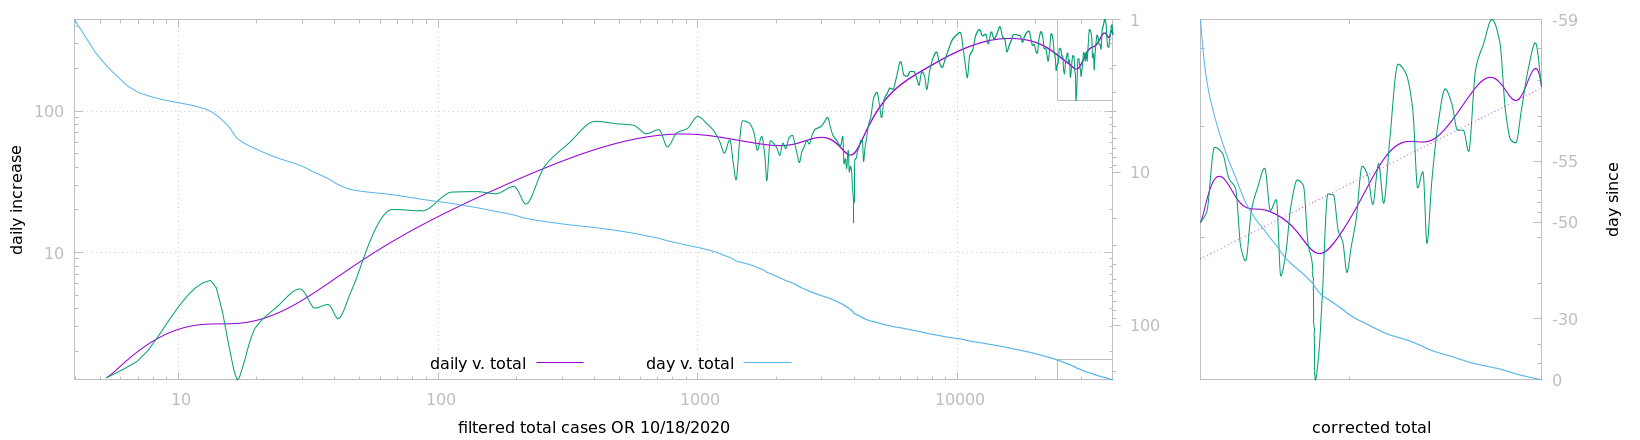 daily increase
100
10
daily v. total
day v. total
10
100
1000
10000
filtered total cases OR 10/18/2020
1
10
100
-59
-55
-50
-30
0
day since
corrected total